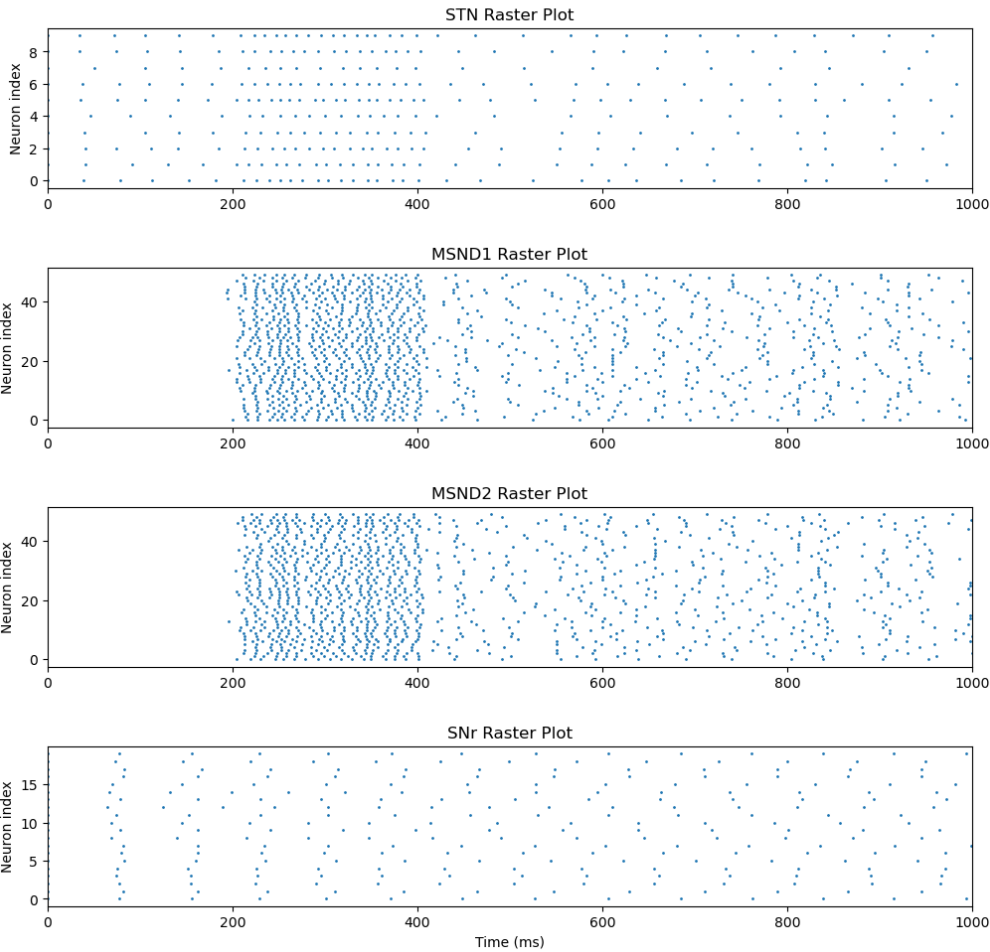 STN Raster Plot
Neuron index
8
6
4
2
0
0 200 400 600 800 1000
MSND1 Raster Plot
Neuron index
40
20
0
0 200 400 600 800 1000
MSND2 Raster Plot
Neuron index
40
20
0
0 200 400 600 800 1000
SNr Raster Plot
Neuron index
15
10
5
0
0 200 400 600 800 1000
Time (ms)